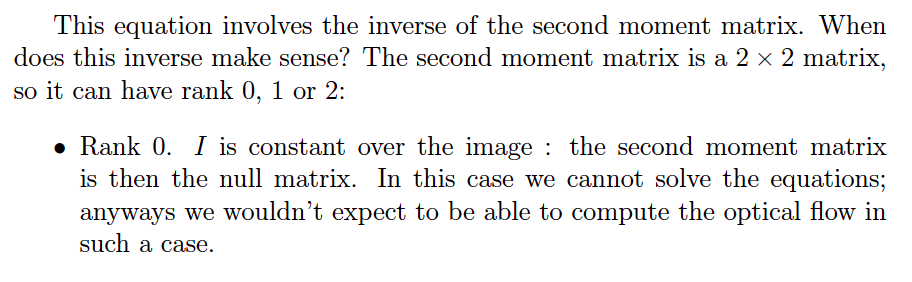 This equation involves the inverse of the second moment matrix. When
does this inverse make sense? The second moment matrix is a 2 × 2 matrix,
so it can have rank 0, 1 or 2:
• Rank 0. I is constant over the image : the second moment matrix
is then the null matrix. In this case we cannot solve the equations;
anyways we wouldn't expect to be able to compute the optical flow in
such a case.